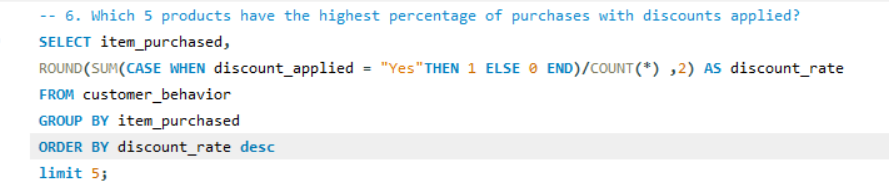 -- 6. Which 5 products have the highest percentage of purchases with discounts applied?
SELECT item_purchased,
ROUND(SUM(CASE WHEN discount_applied = "Yes"THEN 1 ELSE 0 END)/COUNT(*) ,2) AS discount_rate
FROM customer_behavior
GROUP BY item_purchased
ORDER BY discount_rate desc
limit 5;